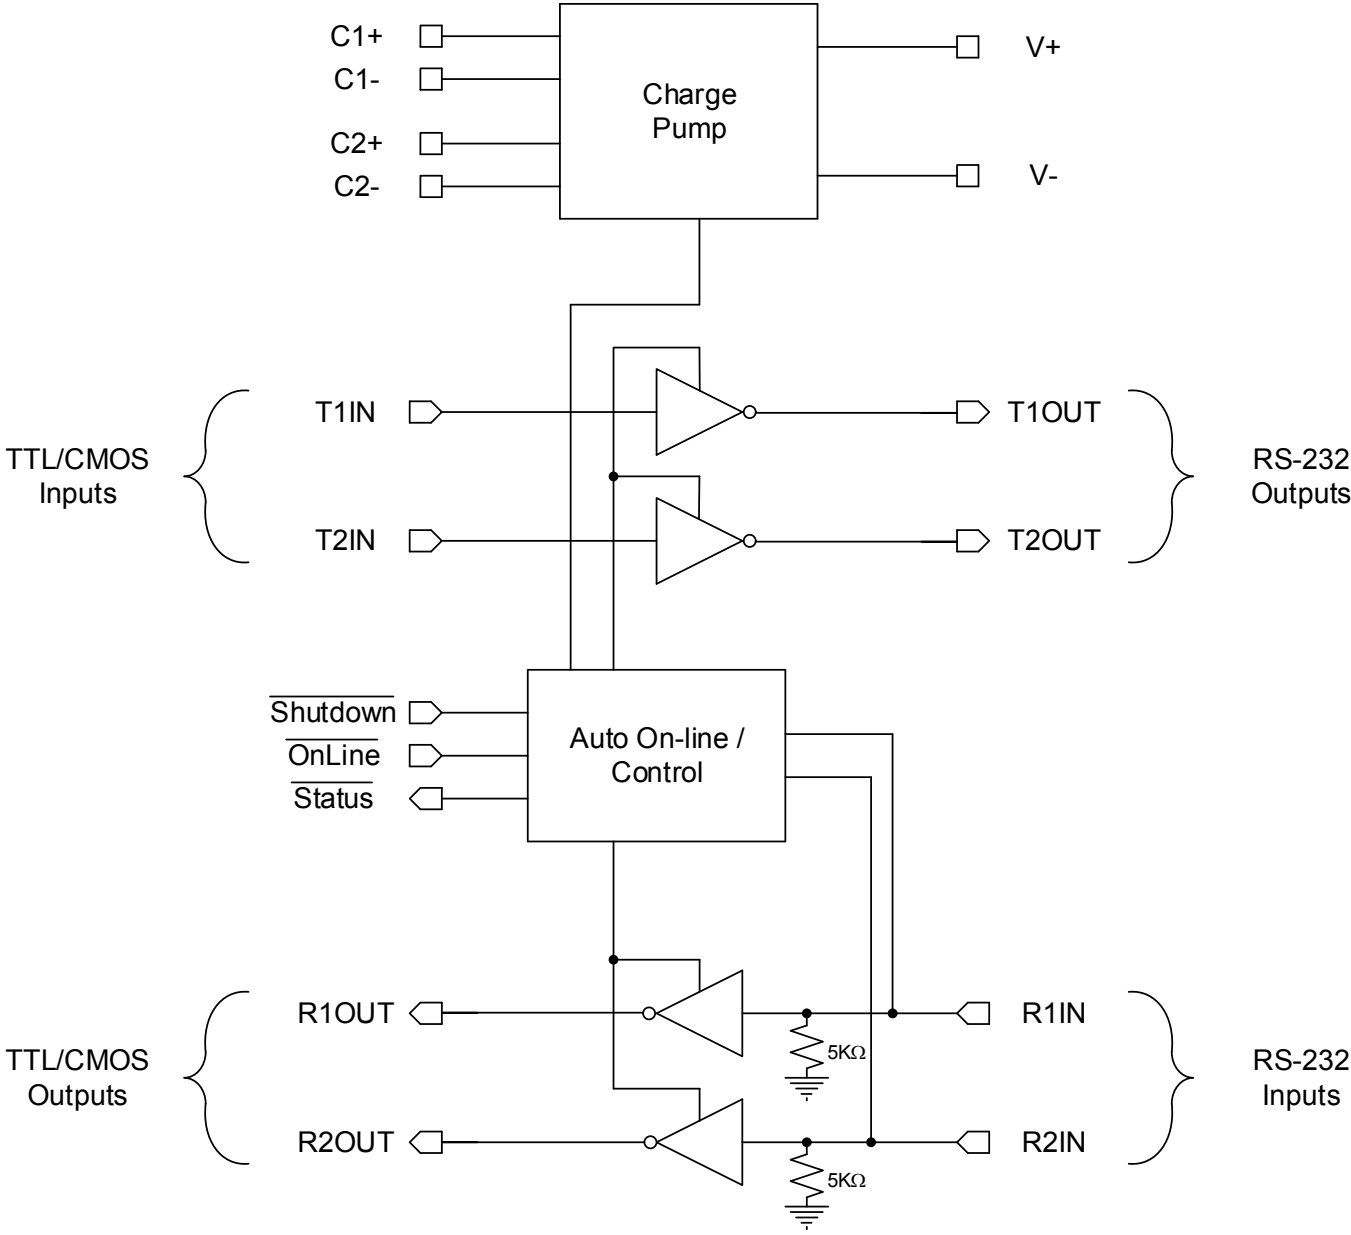 C1+
C1-
C2+
C2-
Charge
Pump
V+
V-
TTL/CMOS
Inputs
T1IN
T2IN
T1OUT
T2OUT
RS-232
Outputs
Shutdown
OnLine
Status
Auto On-line /
Control
TTL/CMOS
Outputs
R1OUT
R2OUT
5KΩ
5KΩ
R1IN
R2IN
RS-232
Inputs